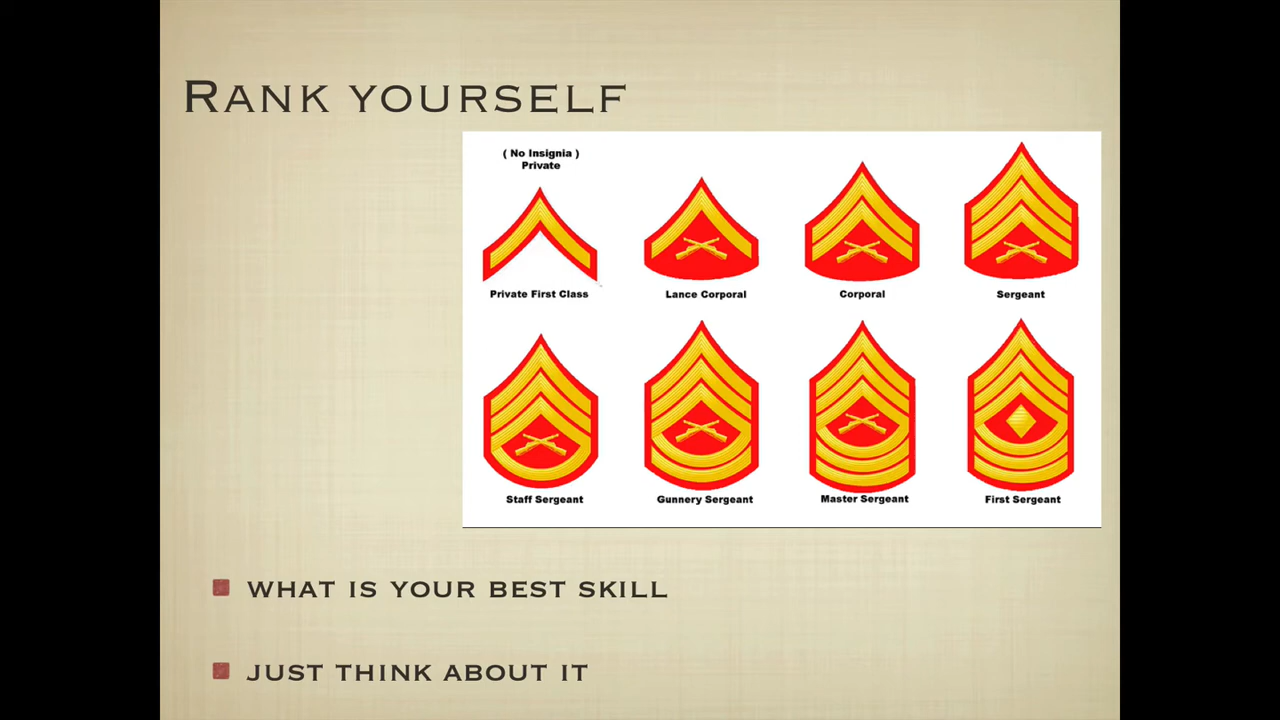 Rank yourself
( No Insignia )
Private
Private First Class
Lance Corporal
Corporal
Sergeant
Staff Sergeant
Gunnery Sergeant
Master Sergeant
First Sergeant
what is your best skill
just think about it